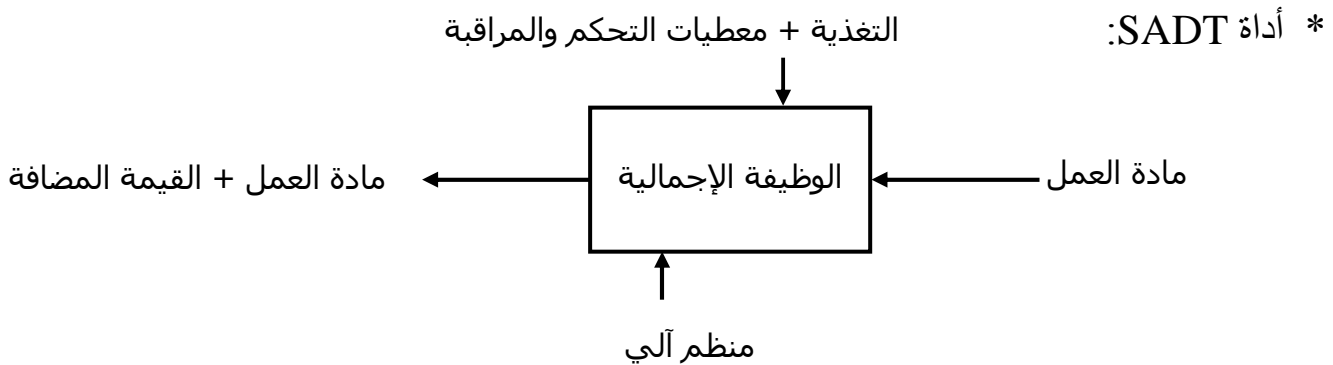 * أداة SADT:
التغذية + معطيات التحكم والمراقبة
مادة العمل
الوظيفة الإجمالية
مادة العمل + القيمة المضافة
منظم آلي